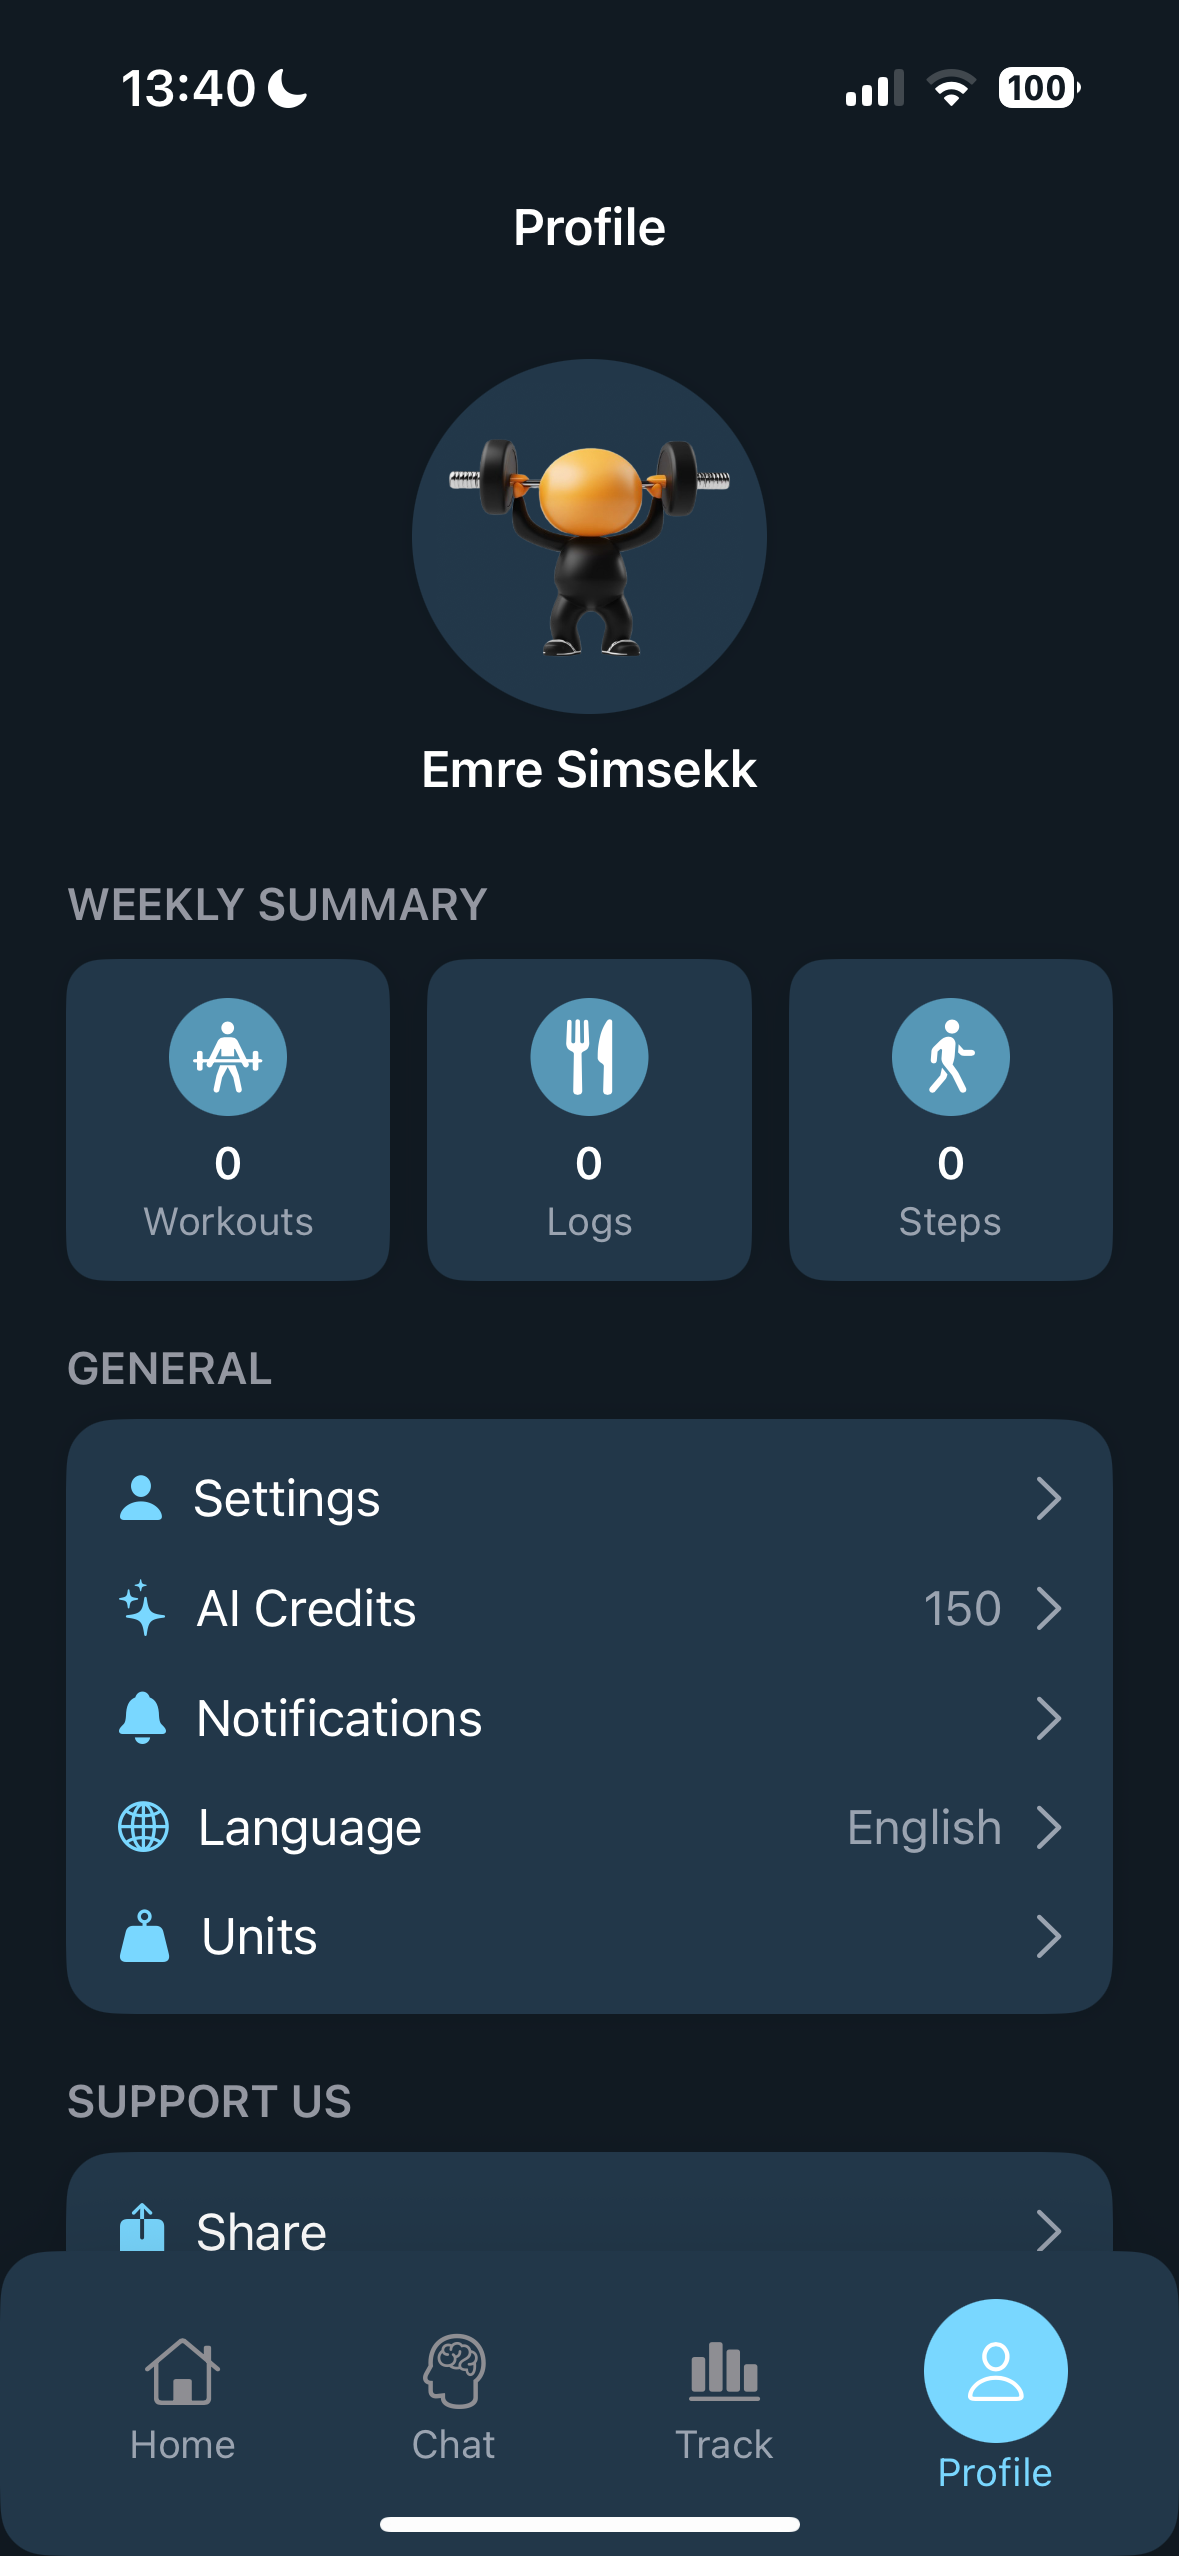 13:40
100
Profile
Emre Simsekk
WEEKLY SUMMARY
0 0 0
Workouts Logs Steps
GENERAL
Settings
AI Credits 150
Notifications
Language English
Units
SUPPORT US
Share
Home Chat Track Profile